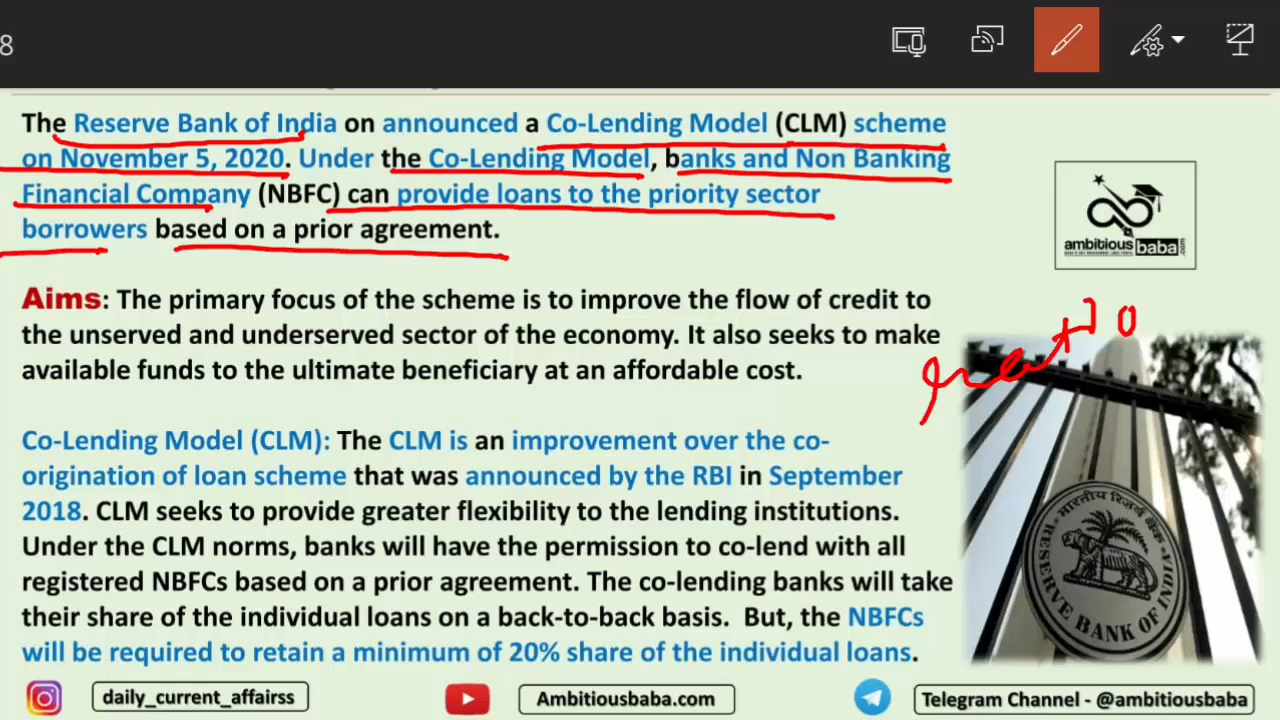 8
The Reserve Bank of India on announced a Co-Lending Model (CLM) scheme
on November 5, 2020. Under the Co-Lending Model, banks and Non Banking
Financial Company (NBFC) can provide loans to the priority sector
borrowers based on a prior agreement.
ambitious baba .com
Aims: The primary focus of the scheme is to improve the flow of credit to
the unserved and underserved sector of the economy. It also seeks to make
available funds to the ultimate beneficiary at an affordable cost.
Co-Lending Model (CLM): The CLM is an improvement over the co-
origination of loan scheme that was announced by the RBI in September
2018. CLM seeks to provide greater flexibility to the lending institutions.
Under the CLM norms, banks will have the permission to co-lend with all
registered NBFCs based on a prior agreement. The co-lending banks will take
their share of the individual loans on a back-to-back basis. But, the NBFCs
will be required to retain a minimum of 20% share of the individual loans.
भारतीय रिज़र्व बैंक
RESERVE BANK OF INDIA
daily_current_affairss
Ambitiousbaba.com
Telegram Channel - @ambitiousbaba